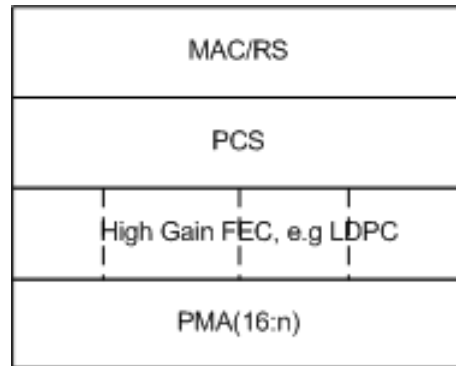 MAC/RS
PCS
High Gain FEC, e.g LDPC
PMA(16:n)